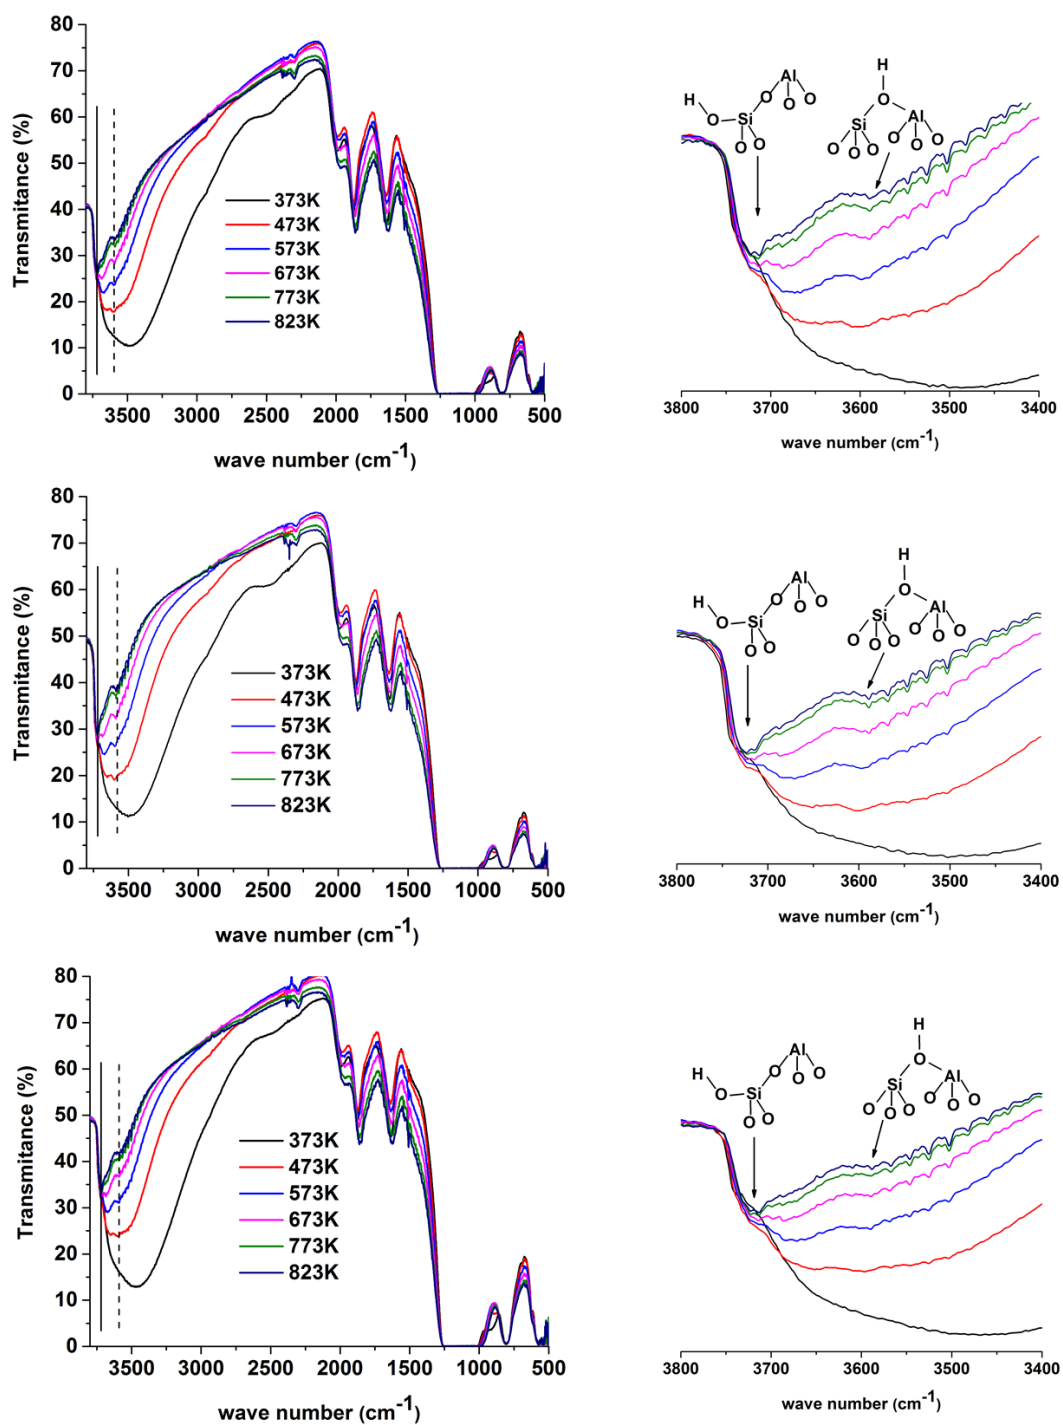 80
70
60
50
40
30
20
10
0
Transmitance (%)
373K
473K
573K
673K
773K
823K
3500 3000 2500 2000 1500 1000 500
wave number (cm-1)
H O Si O O O Al O O
H O Si O O O Al O O O
3800 3700 3600 3500 3400
wave number (cm-1)
80
70
60
50
40
30
20
10
0
Transmitance (%)
373K
473K
573K
673K
773K
823K
3500 3000 2500 2000 1500 1000 500
wave number (cm-1)
H O Si O O O Al O O
H O Si O O O Al O O
3800 3700 3600 3500 3400
wave number (cm-1)
80
70
60
50
40
30
20
10
0
Transmitance (%)
373K
473K
573K
673K
773K
823K
3500 3000 2500 2000 1500 1000 500
wave number (cm-1)
H O Si O O O Al O O
H O Si O O O Al O O
3800 3700 3600 3500 3400
wave number (cm-1)